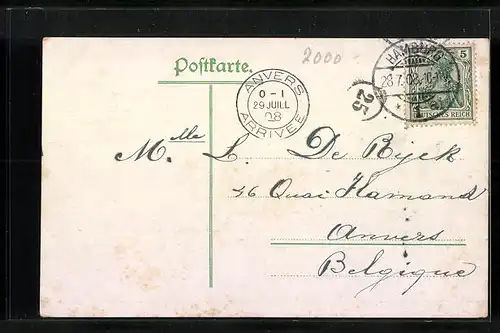 2000
Postkarte.
HAMBURG
28.7.08.
5
DEUTSCHES REICH
ANVERS
0 - 1
29 JUILL
08
ARRIVEE
25
Mlle L. De Rijck
46 Quai Flamand
Anvers
Belgique